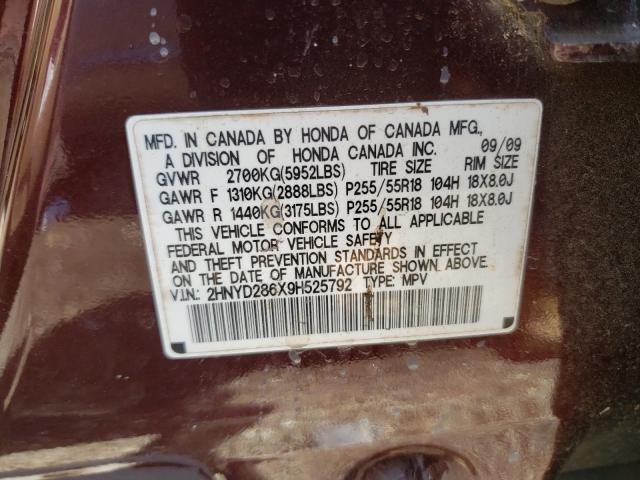 MFD. IN CANADA BY HONDA OF CANADA MFG.,
A DIVISION OF HONDA CANADA INC. 09/09
GVWR 2700KG(5952LBS) TIRE SIZE RIM SIZE
GAWR F 1310KG(2888LBS) P255/55R18 104H 18X8.0J
GAWR R 1440KG(3175LBS) P255/55R18 104H 18X8.0J
THIS VEHICLE CONFORMS TO ALL APPLICABLE
FEDERAL MOTOR VEHICLE SAFETY
AND THEFT PREVENTION STANDARDS IN EFFECT
ON THE DATE OF MANUFACTURE SHOWN ABOVE.
V.I.N.: 2HNYD286X9H525792 TYPE: MPV